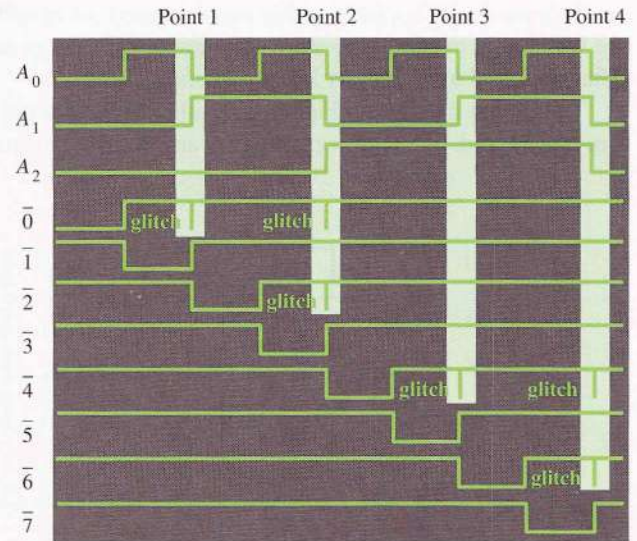 Point 1 Point 2 Point 3 Point 4
A₀
A₁
A₂
0̅ glitch glitch
1̅
2̅ glitch
3̅
4̅ glitch glitch
5̅
6̅ glitch
7̅